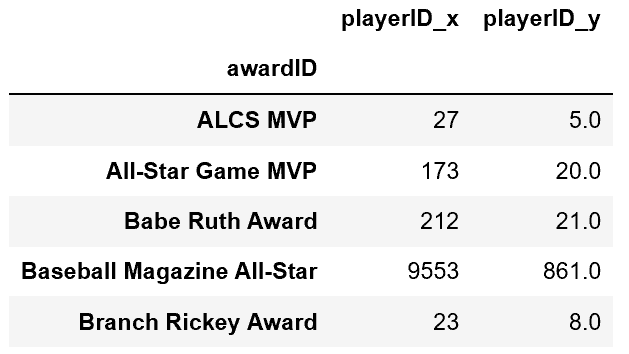 playerID_x playerID_y
awardID
ALCS MVP 27 5.0
All-Star Game MVP 173 20.0
Babe Ruth Award 212 21.0
Baseball Magazine All-Star 9553 861.0
Branch Rickey Award 23 8.0